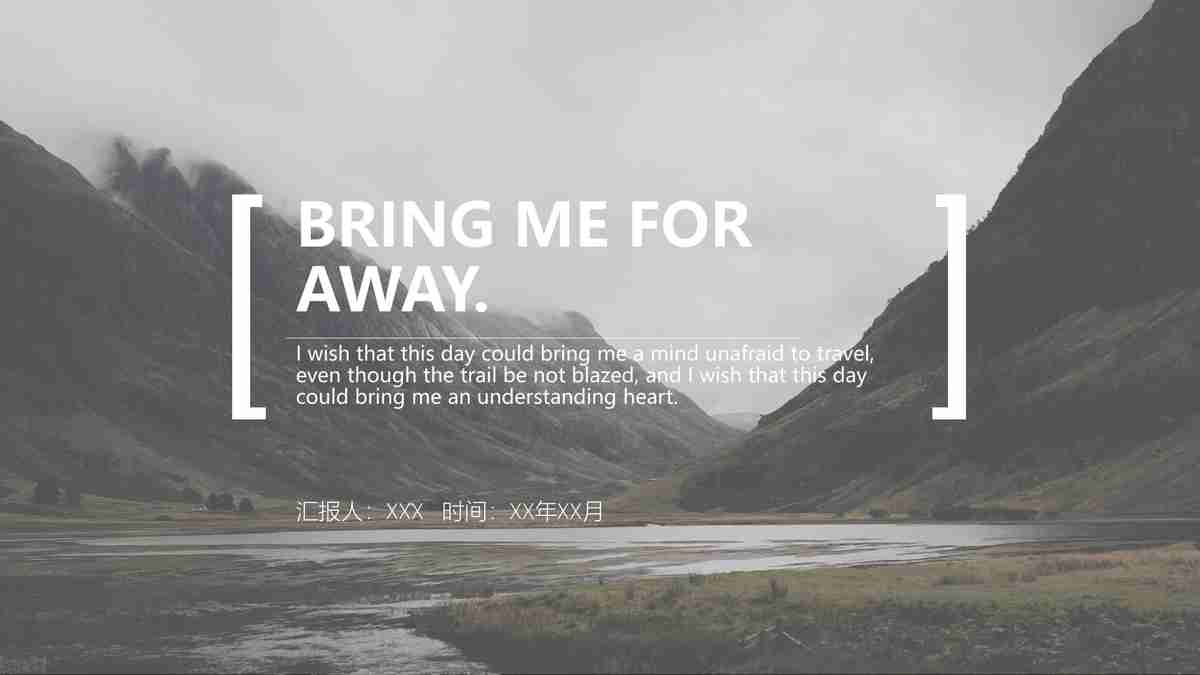 BRING ME FOR
AWAY.
I wish that this day could bring me a mind unafraid to travel,
even though the trail be not blazed, and I wish that this day
could bring me an understanding heart.
汇报人：XXX 时间：XX年XX月